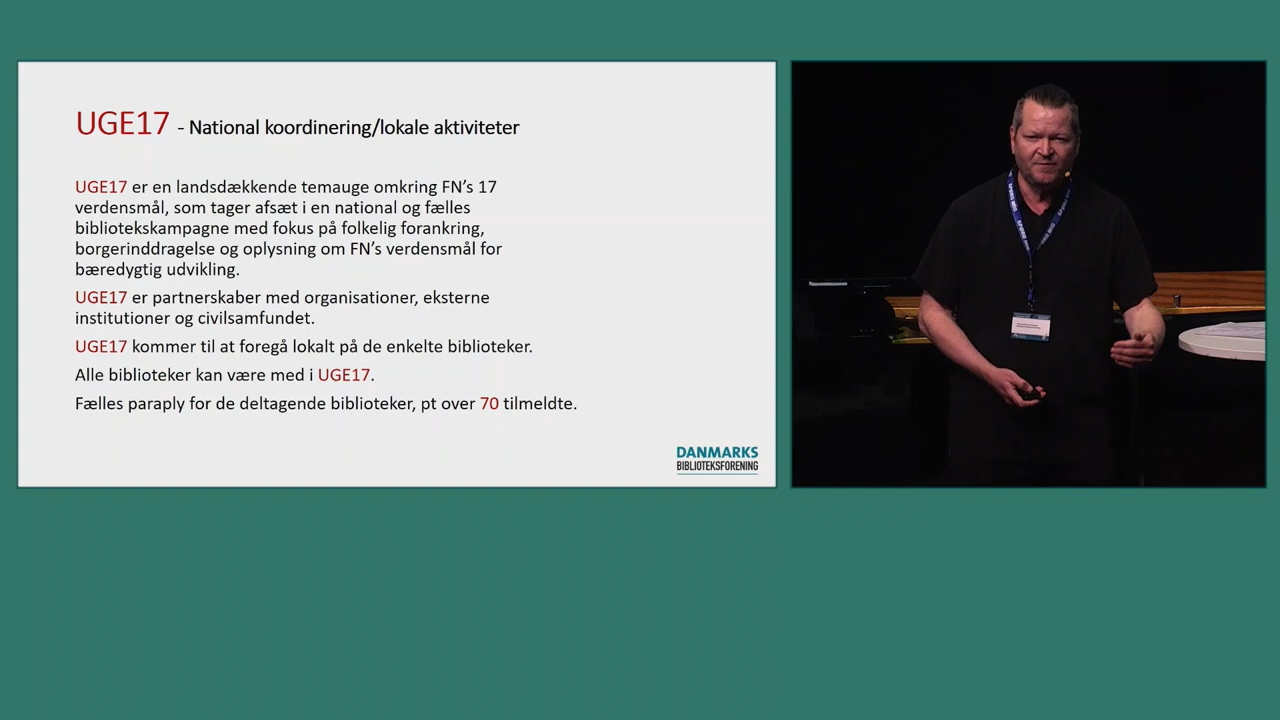 UGE17 - National koordinering/lokale aktiviteter
UGE17 er en landsdækkende temauge omkring FN's 17
verdensmål, som tager afsæt i en national og fælles
bibliotekskampagne med fokus på folkelig forankring,
borgerinddragelse og oplysning om FN's verdensmål for
bæredygtig udvikling.
UGE17 er partnerskaber med organisationer, eksterne
institutioner og civilsamfundet.
UGE17 kommer til at foregå lokalt på de enkelte biblioteker.
Alle biblioteker kan være med i UGE17.
Fælles paraply for de deltagende biblioteker, pt over 70 tilmeldte.
DANMARKS
BIBLIOTEKSFORENING